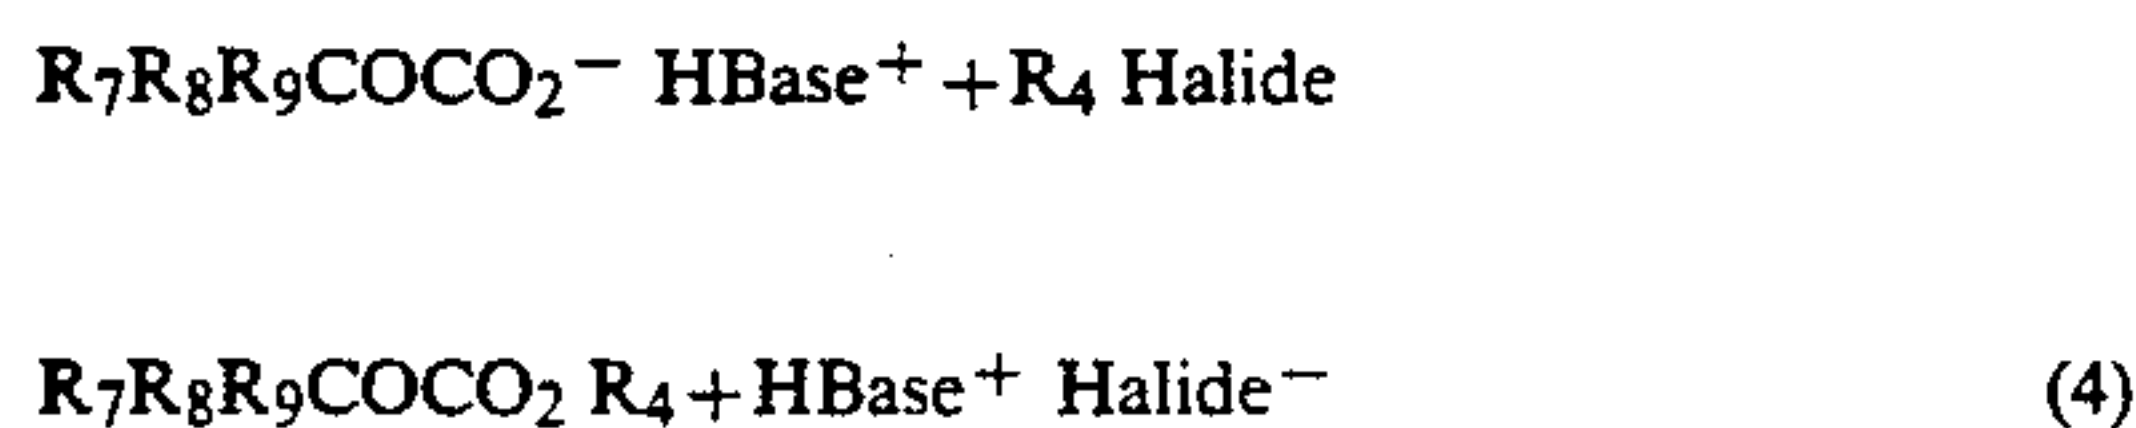 R₇R₈R₉COCO₂⁻ HBase⁺ + R₄ Halide
R₇R₈R₉COCO₂ R₄ + HBase⁺ Halide⁻ (4)